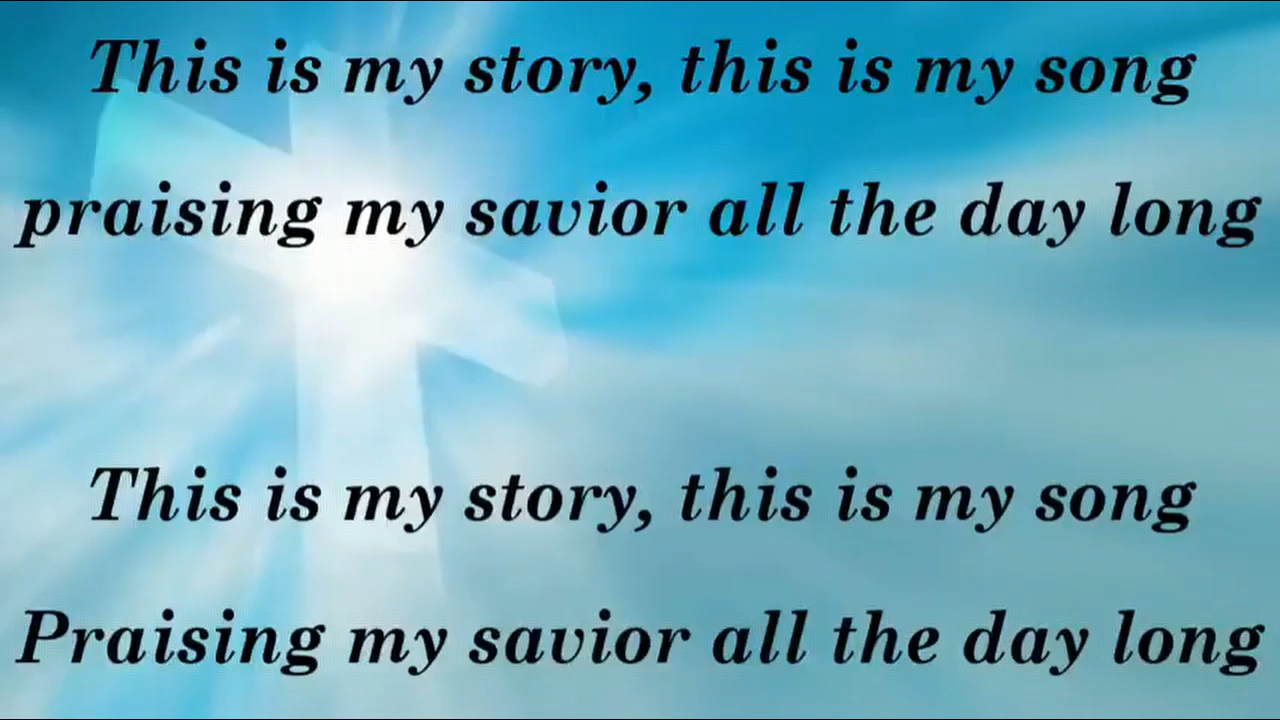 This is my story, this is my song
praising my savior all the day long
This is my story, this is my song
Praising my savior all the day long